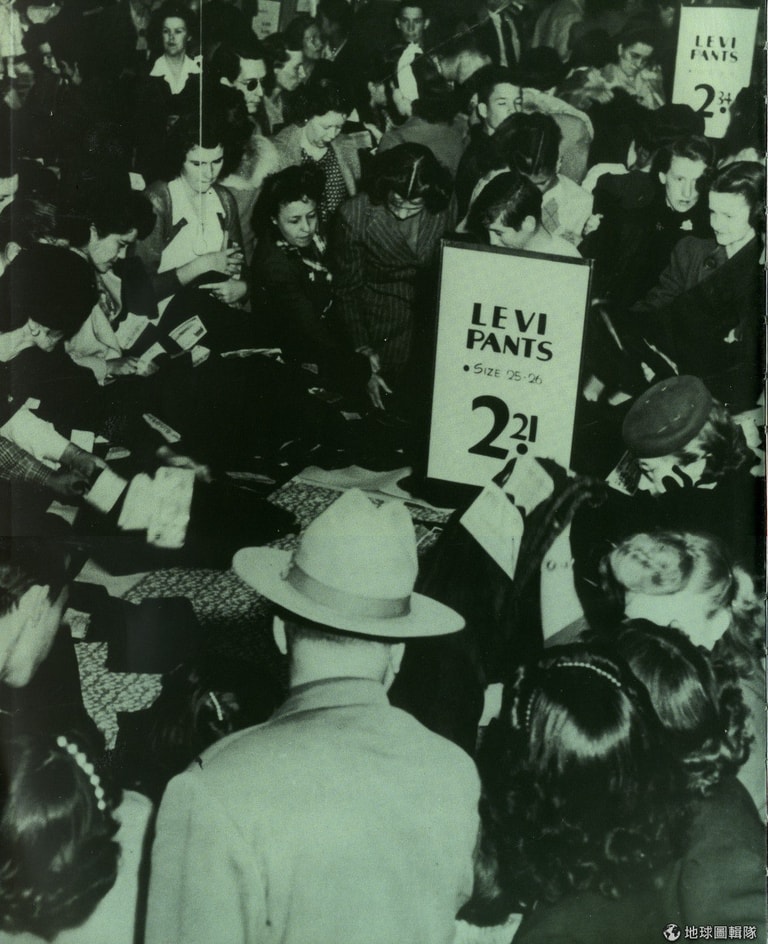 LEVI
PANTS
2.34
LEVI
PANTS
• SIZE 25-26
2.21
地球圖輯隊